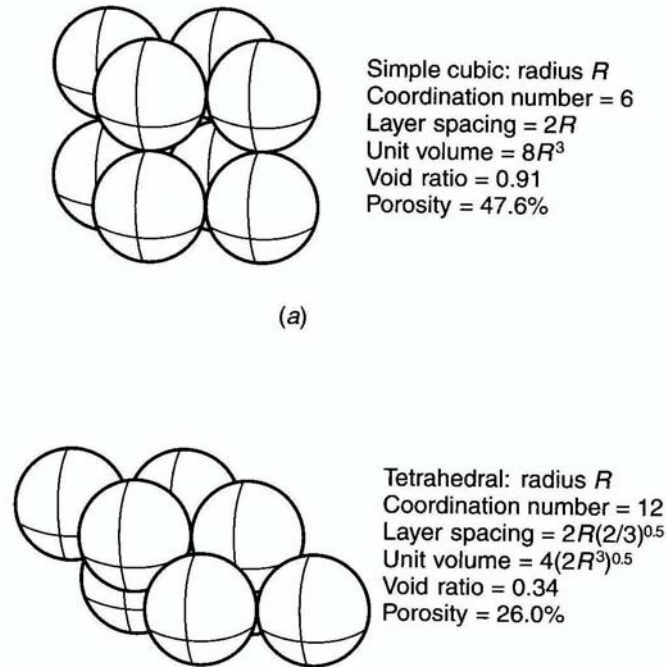 Simple cubic: radius R
Coordination number = 6
Layer spacing = 2R
Unit volume = 8R³
Void ratio = 0.91
Porosity = 47.6%
(a)
Tetrahedral: radius R
Coordination number = 12
Layer spacing = 2R(2/3)⁰·⁵
Unit volume = 4(2R³)⁰·⁵
Void ratio = 0.34
Porosity = 26.0%